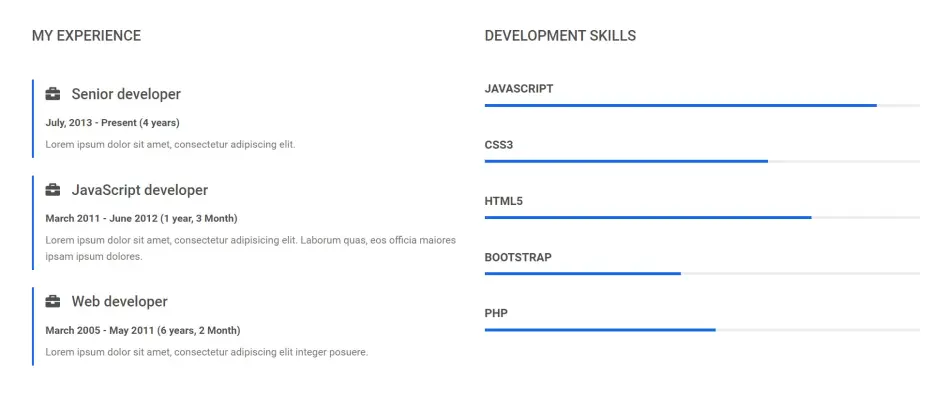 MY EXPERIENCE
Senior developer
July, 2013 - Present (4 years)
Lorem ipsum dolor sit amet, consectetur adipiscing elit.
JavaScript developer
March 2011 - June 2012 (1 year, 3 Month)
Lorem ipsum dolor sit amet, consectetur adipisicing elit. Laborum quas, eos officia maiores
ipsam ipsum dolores.
Web developer
March 2005 - May 2011 (6 years, 2 Month)
Lorem ipsum dolor sit amet, consectetur adipiscing elit integer posuere.
DEVELOPMENT SKILLS
JAVASCRIPT
CSS3
HTML5
BOOTSTRAP
PHP